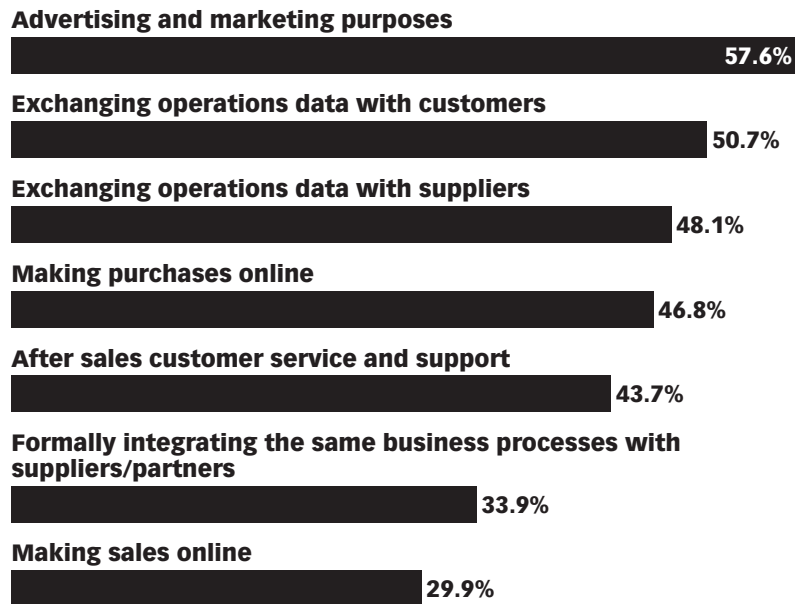 Advertising and marketing purposes
57.6%
Exchanging operations data with customers
50.7%
Exchanging operations data with suppliers
48.1%
Making purchases online
46.8%
After sales customer service and support
43.7%
Formally integrating the same business processes with
suppliers/partners
33.9%
Making sales online
29.9%